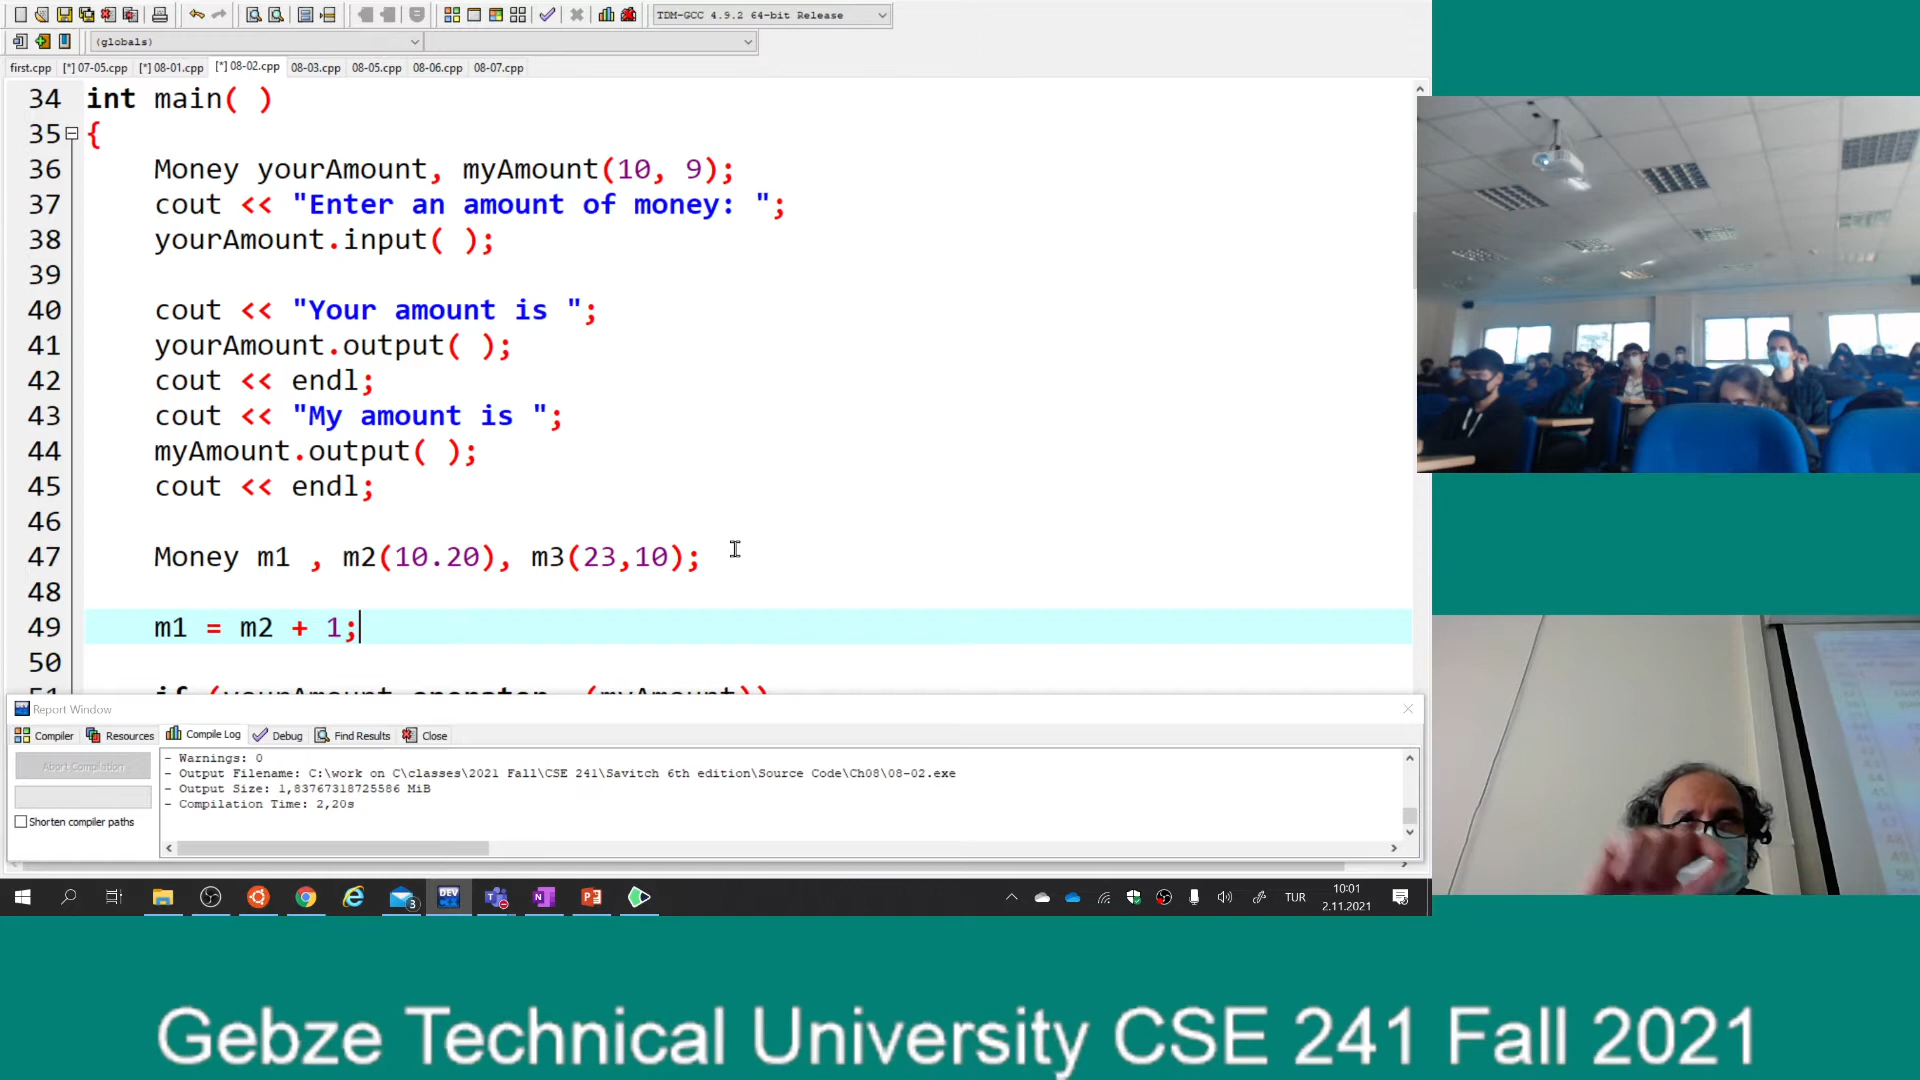 TDM-GCC 4.9.2 64-bit Release
(globals)
first.cpp [*] 07-05.cpp [*] 08-01.cpp [*] 08-02.cpp 08-03.cpp 08-05.cpp 08-06.cpp 08-07.cpp
34 int main( )
35 {
36 Money yourAmount, myAmount(10, 9);
37 cout << "Enter an amount of money: ";
38 yourAmount.input( );
39
40 cout << "Your amount is ";
41 yourAmount.output( );
42 cout << endl;
43 cout << "My amount is ";
44 myAmount.output( );
45 cout << endl;
46
47 Money m1 , m2(10.20), m3(23,10);
48
49 m1 = m2 + 1;
50
Report Window
Compiler Resources Compile Log Debug Find Results Close
Abort Compilation
Shorten compiler paths
- Warnings: 0
- Output Filename: C:\work on C\classes\2021 Fall\CSE 241\Savitch 6th edition\Source Code\Ch08\08-02.exe
- Output Size: 1,83767318725586 MiB
- Compilation Time: 2,20s
DEV
3
TUR
10:01
2.11.2021
Gebze Technical University CSE 241 Fall 2021